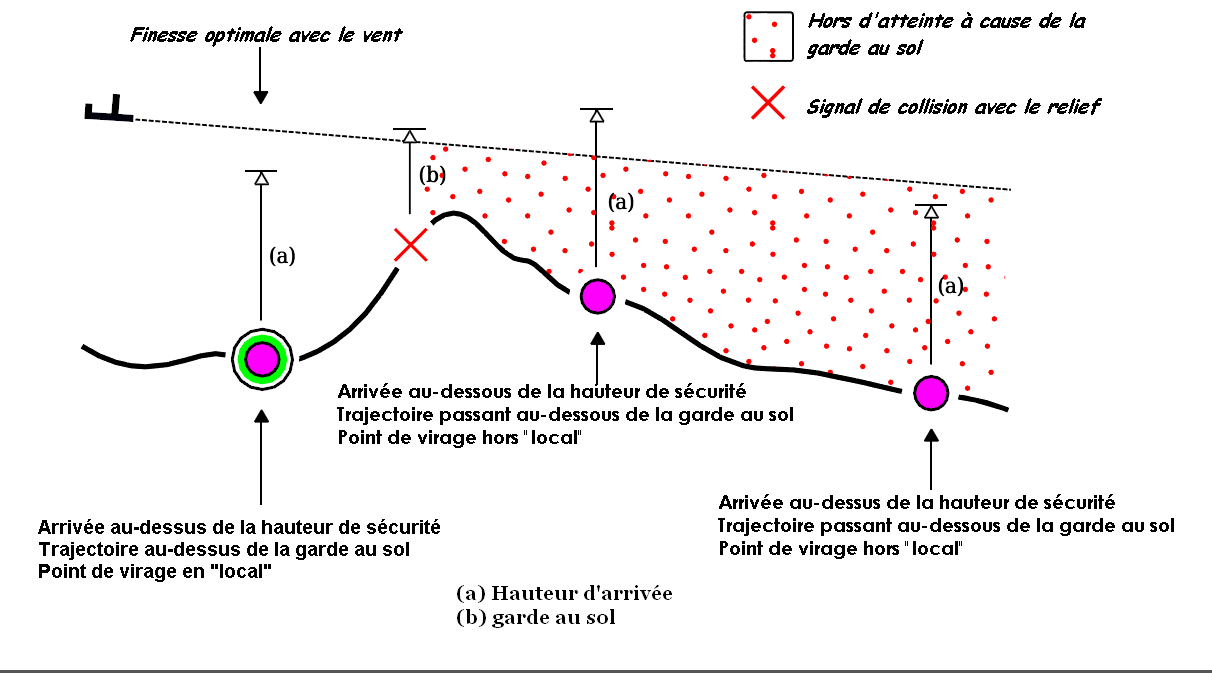 Finesse optimale avec le vent
Hors d'atteinte à cause de la
garde au sol
Signal de collision avec le relief
(b)
(a)
(a)
(a)
Arrivée au-dessous de la hauteur de sécurité
Trajectoire passant au-dessous de la garde au sol
Point de virage hors "local"
Arrivée au-dessus de la hauteur de sécurité
Trajectoire passant au-dessous de la garde au sol
Point de virage hors "local"
Arrivée au-dessus de la hauteur de sécurité
Trajectoire au-dessus de la garde au sol
Point de virage en "local"
(a) Hauteur d'arrivée
(b) garde au sol